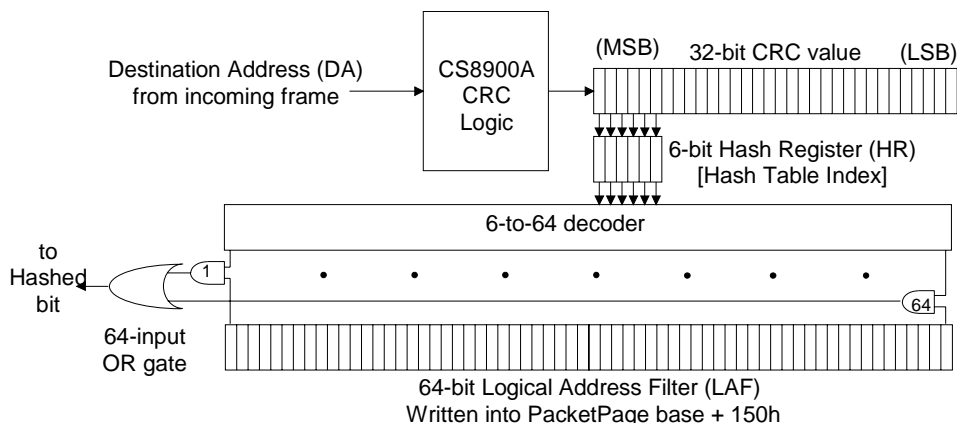 (MSB) 32-bit CRC value (LSB)
Destination Address (DA)
from incoming frame
CS8900A
CRC
Logic
6-bit Hash Register (HR)
[Hash Table Index]
6-to-64 decoder
to
Hashed
bit
1
64
64-input
OR gate
64-bit Logical Address Filter (LAF)
Written into PacketPage base + 150h